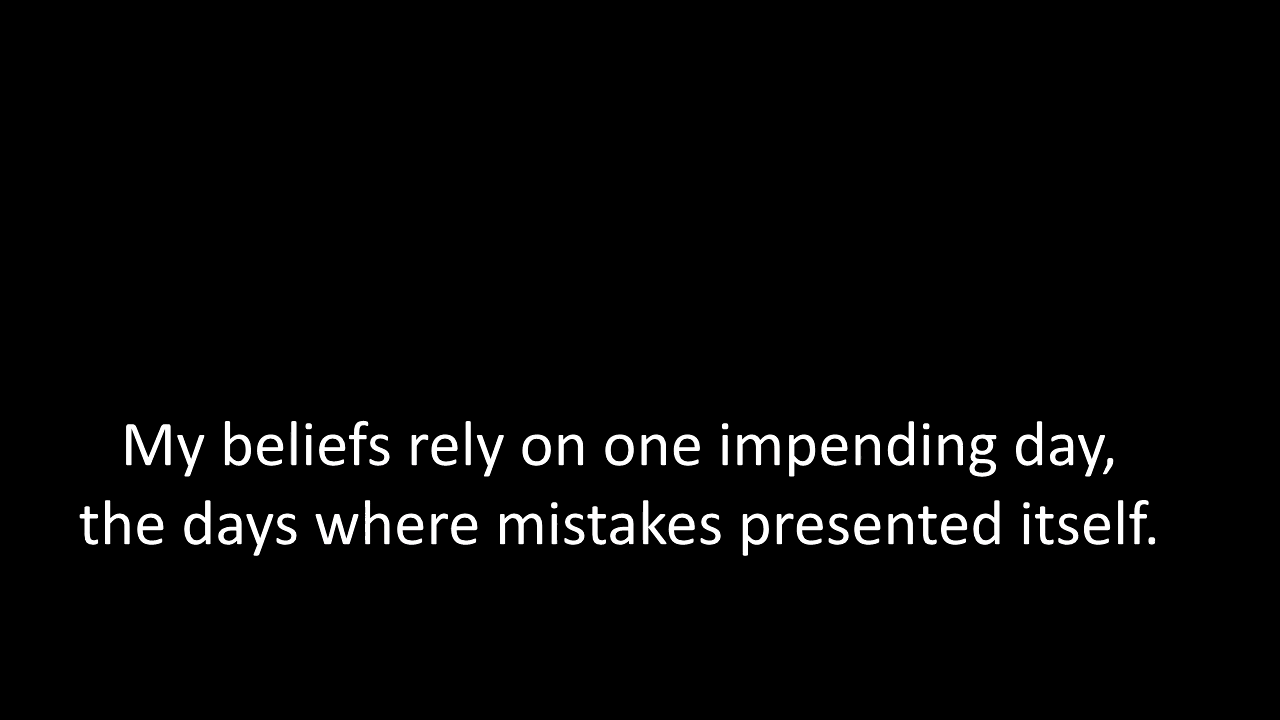 My beliefs rely on one impending day,
the days where mistakes presented itself.